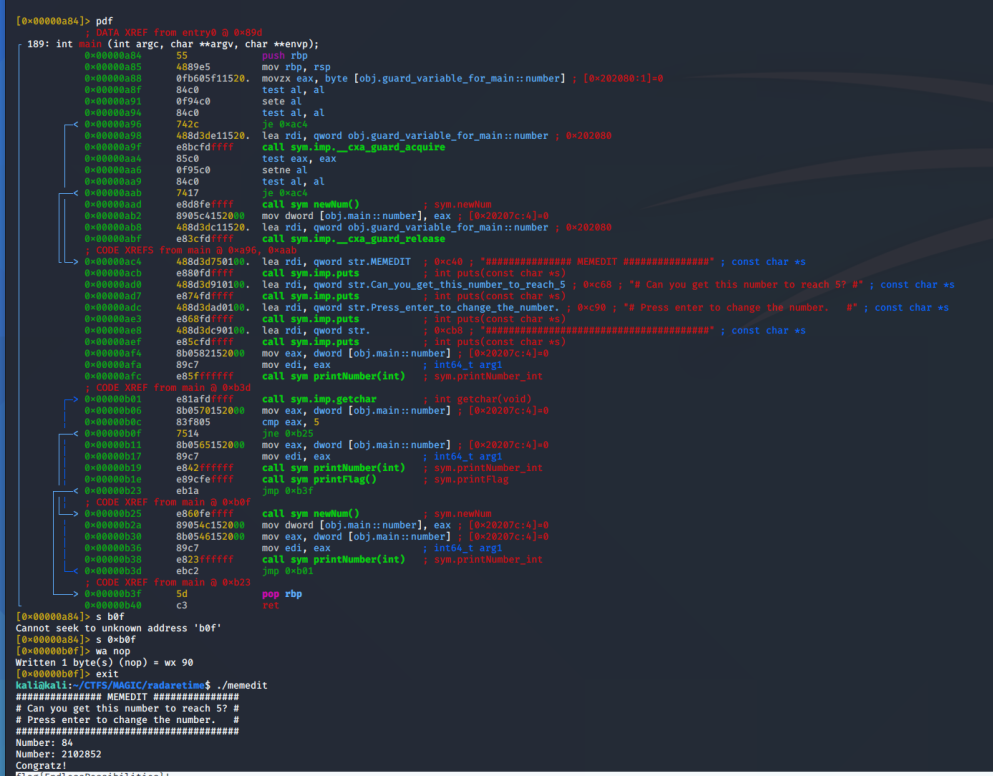 [0×00000a84]> pdf
; DATA XREF from entry0 @ 0×89d
189: int main (int argc, char **argv, char **envp);
0×00000a84 55 push rbp
0×00000a85 4889e5 mov rbp, rsp
0×00000a88 0fb605f11520. movzx eax, byte [obj.guard_variable_for_main::number] ; [0×202080:1]=0
0×00000a8f 84c0 test al, al
0×00000a91 0f94c0 sete al
0×00000a94 84c0 test al, al
0×00000a96 742c je 0×ac4
0×00000a98 488d3de11520. lea rdi, qword obj.guard_variable_for_main::number ; 0×202080
0×00000a9f e8bcfdffff call sym.imp.__cxa_guard_acquire
0×00000aa4 85c0 test eax, eax
0×00000aa6 0f95c0 setne al
0×00000aa9 84c0 test al, al
0×00000aab 7417 je 0×ac4
0×00000aad e8d8feffff call sym newNum() ; sym.newNum
0×00000ab2 8905c4152000 mov dword [obj.main::number], eax ; [0×20207c:4]=0
0×00000ab8 488d3dc11520. lea rdi, qword obj.guard_variable_for_main::number ; 0×202080
0×00000abf e83cfdffff call sym.imp.__cxa_guard_release
; CODE XREFS from main @ 0×a96, 0×aab
0×00000ac4 488d3d750100. lea rdi, qword str.MEMEDIT ; 0×c40 ; "############### MEMEDIT ###############" ; const char *s
0×00000acb e880fdffff call sym.imp.puts ; int puts(const char *s)
0×00000ad0 488d3d910100. lea rdi, qword str.Can_you_get_this_number_to_reach_5 ; 0×c68 ; "# Can you get this number to reach 5? #" ; const char *s
0×00000ad7 e874fdffff call sym.imp.puts ; int puts(const char *s)
0×00000adc 488d3dad0100. lea rdi, qword str.Press_enter_to_change_the_number. ; 0×c90 ; "# Press enter to change the number.   #" ; const char *s
0×00000ae3 e868fdffff call sym.imp.puts ; int puts(const char *s)
0×00000ae8 488d3dc90100. lea rdi, qword str. ; 0×cb8 ; "#######################################" ; const char *s
0×00000aef e85cfdffff call sym.imp.puts ; int puts(const char *s)
0×00000af4 8b0582152000 mov eax, dword [obj.main::number] ; [0×20207c:4]=0
0×00000afa 89c7 mov edi, eax ; int64_t arg1
0×00000afc e85fffffff call sym printNumber(int) ; sym.printNumber_int
; CODE XREF from main @ 0×b3d
0×00000b01 e81afdffff call sym.imp.getchar ; int getchar(void)
0×00000b06 8b0570152000 mov eax, dword [obj.main::number] ; [0×20207c:4]=0
0×00000b0c 83f805 cmp eax, 5
0×00000b0f 7514 jne 0×b25
0×00000b11 8b0565152000 mov eax, dword [obj.main::number] ; [0×20207c:4]=0
0×00000b17 89c7 mov edi, eax ; int64_t arg1
0×00000b19 e842ffffff call sym printNumber(int) ; sym.printNumber_int
0×00000b1e e89cfeffff call sym printFlag() ; sym.printFlag
0×00000b23 eb1a jmp 0×b3f
; CODE XREF from main @ 0×b0f
0×00000b25 e860feffff call sym newNum() ; sym.newNum
0×00000b2a 89054c152000 mov dword [obj.main::number], eax ; [0×20207c:4]=0
0×00000b30 8b0546152000 mov eax, dword [obj.main::number] ; [0×20207c:4]=0
0×00000b36 89c7 mov edi, eax ; int64_t arg1
0×00000b38 e823ffffff call sym printNumber(int) ; sym.printNumber_int
0×00000b3d ebc2 jmp 0×b01
; CODE XREF from main @ 0×b23
0×00000b3f 5d pop rbp
0×00000b40 c3 ret
[0×00000a84]> s b0f
Cannot seek to unknown address 'b0f'
[0×00000a84]> s 0×b0f
[0×00000b0f]> wa nop
Written 1 byte(s) (nop) = wx 90
[0×00000b0f]> exit
kali@kali:~/CTFS/MAGIC/radaretime$ ./memedit
############### MEMEDIT ###############
# Can you get this number to reach 5? #
# Press enter to change the number.   #
#######################################
Number: 84
Number: 2102852
Congratz!